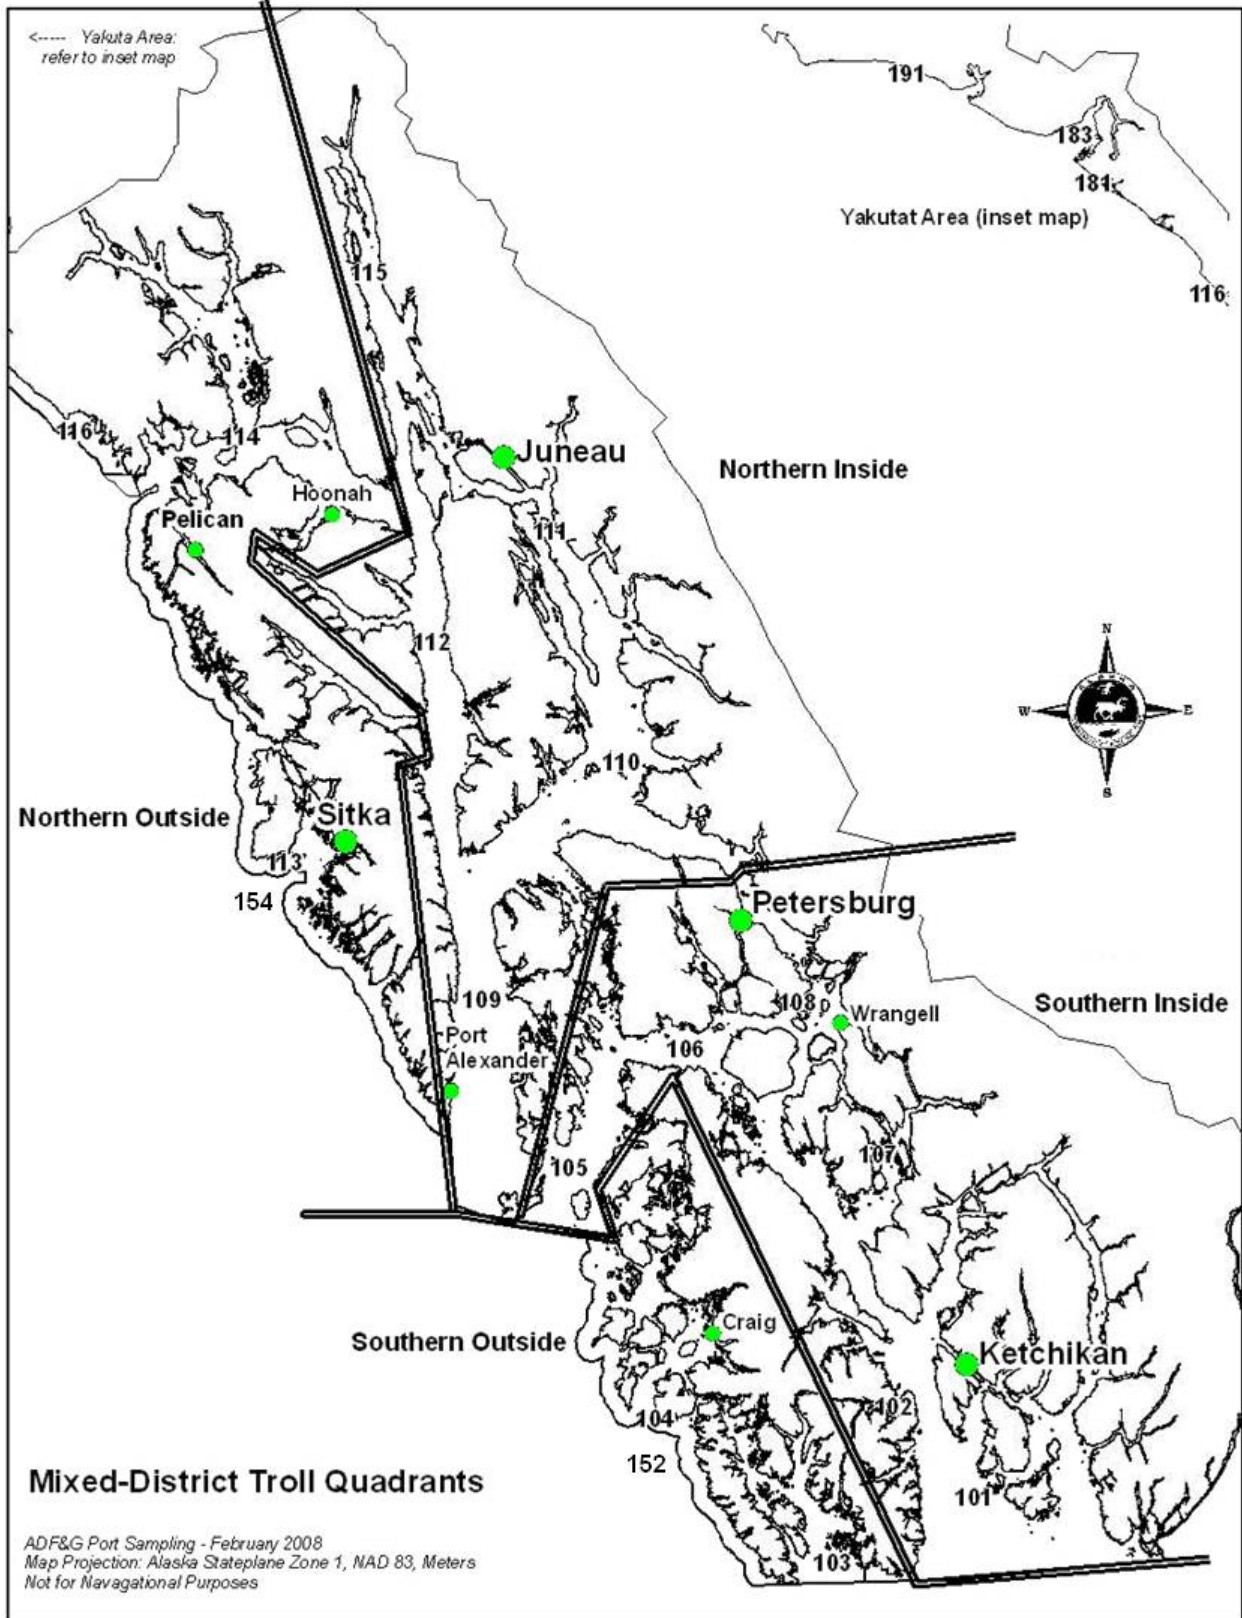 <----- Yakuta Area:
refer to inset map
191
183
181
Yakutat Area (inset map)
116
115
116
114
Juneau
Northern Inside
Hoonah
Pelican
111
112
N
W
E
S
110
Northern Outside
Sitka
113
154
Petersburg
109
108
Wrangell
Southern Inside
Port
Alexander
106
105
107
Craig
Southern Outside
Ketchikan
104
102
152
101
103
Mixed-District Troll Quadrants
ADF&G Port Sampling - February 2008
Map Projection: Alaska Stateplane Zone 1, NAD 83, Meters
Not for Navagational Purposes